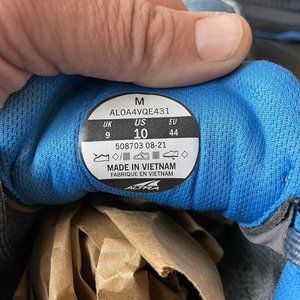 M
AL0A4VQE431
UK US EU
9 10 44
508703 08-21
MADE IN VIETNAM
FABRIQUE EN VIETNAM
ALTRA